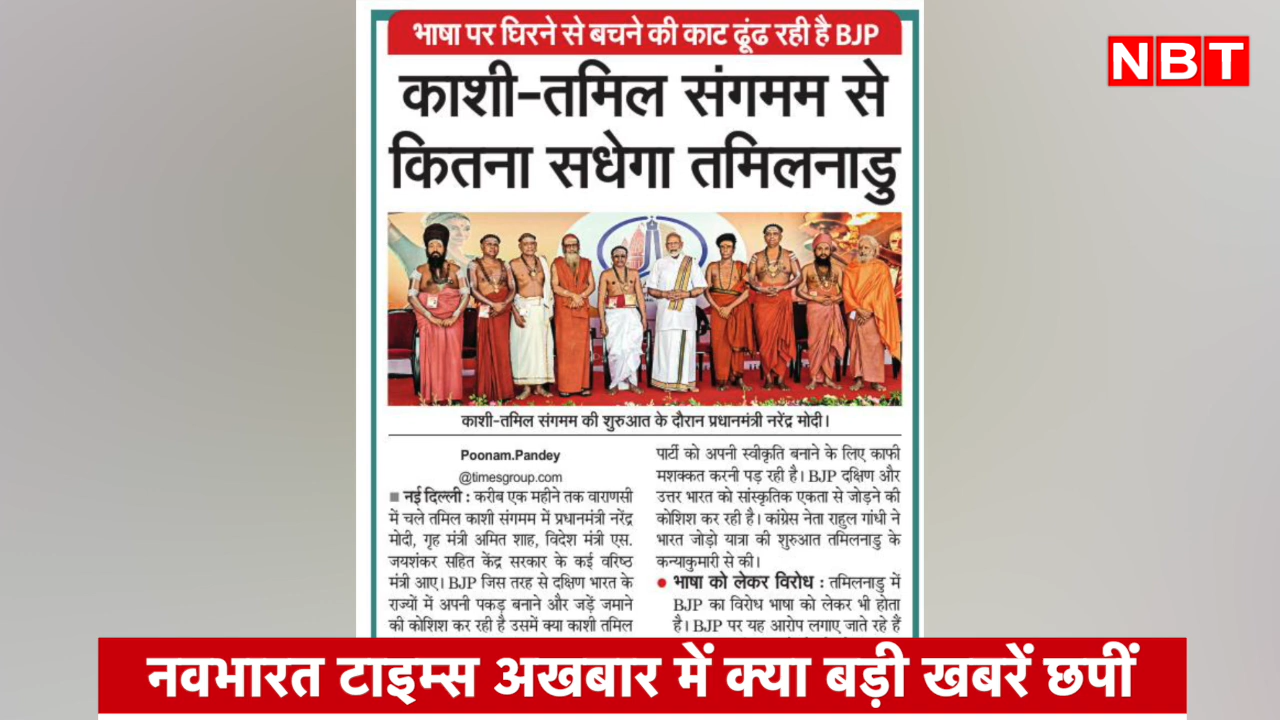 भाषा पर घिरने से बचने की काट ढूंढ रही है BJP
NBT
काशी-तमिल संगमम से
कितना सधेगा तमिलनाडु
काशी-तमिल संगमम की शुरुआत के दौरान प्रधानमंत्री नरेंद्र मोदी।
Poonam.Pandey
@timesgroup.com
■ नई दिल्ली : करीब एक महीने तक वाराणसी
में चले तमिल काशी संगमम में प्रधानमंत्री नरेंद्र
मोदी, गृह मंत्री अमित शाह, विदेश मंत्री एस.
जयशंकर सहित केंद्र सरकार के कई वरिष्ठ
मंत्री आए। BJP जिस तरह से दक्षिण भारत के
राज्यों में अपनी पकड़ बनाने और जड़ें जमाने
की कोशिश कर रही है उसमें क्या काशी तमिल
पार्टी को अपनी स्वीकृति बनाने के लिए काफी
मशक्कत करनी पड़ रही है। BJP दक्षिण और
उत्तर भारत को सांस्कृतिक एकता से जोड़ने की
कोशिश कर रही है। कांग्रेस नेता राहुल गांधी ने
भारत जोड़ो यात्रा की शुरुआत तमिलनाडु के
कन्याकुमारी से की।
● भाषा को लेकर विरोध : तमिलनाडु में
BJP का विरोध भाषा को लेकर भी होता
है। BJP पर यह आरोप लगाए जाते रहे हैं
नवभारत टाइम्स अखबार में क्या बड़ी खबरें छपीं